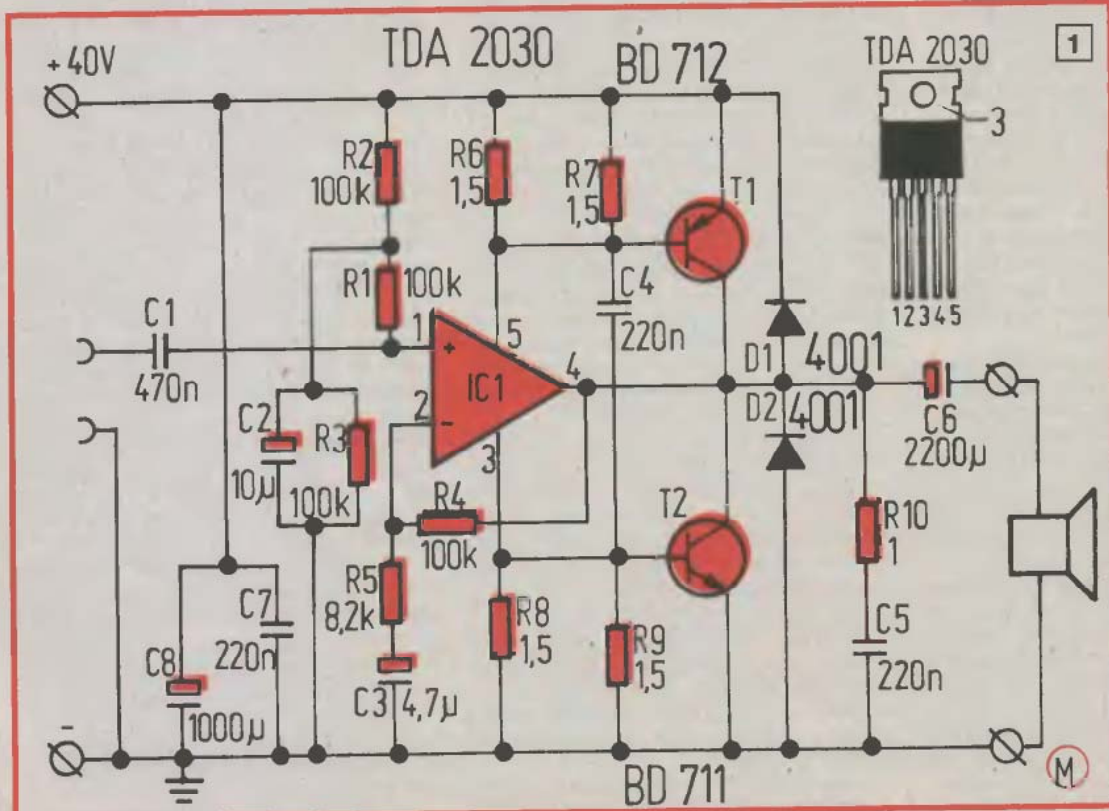 TDA 2030
BD 712
TDA 2030
1
+40V
3
R2
100k
R6
1,5
R7
1,5
T1
R1
100k
C4
220n
12345
C1
470n
1
+
5
IC1
4
2
-
3
D1
4001
D2
4001
C6
2200µ
C2
10µ
R3
100k
R4
100k
T2
R10
1
R5
8,2k
C7
220n
R8
1,5
R9
1,5
C5
220n
C8
1000µ
C3
4,7µ
-
BD 711
M